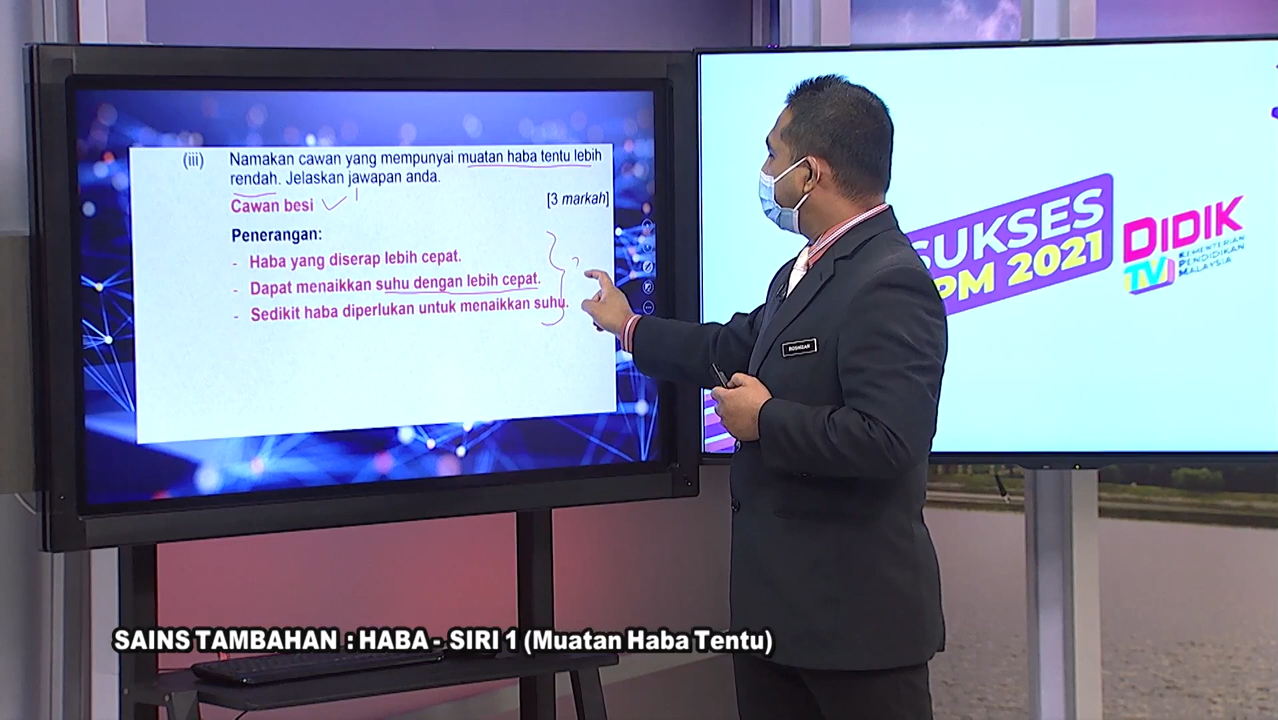 (iii) Namakan cawan yang mempunyai muatan haba tentu lebih
rendah. Jelaskan jawapan anda.
Cawan besi
[3 markah]
Penerangan:
- Haba yang diserap lebih cepat.
- Dapat menaikkan suhu dengan lebih cepat.
- Sedikit haba diperlukan untuk menaikkan suhu.
SUKSES
PM 2021
DIDIK
TV
KEMENTERIAN
PENDIDIKAN
MALAYSIA
SAINS TAMBAHAN : HABA - SIRI 1 (Muatan Haba Tentu)